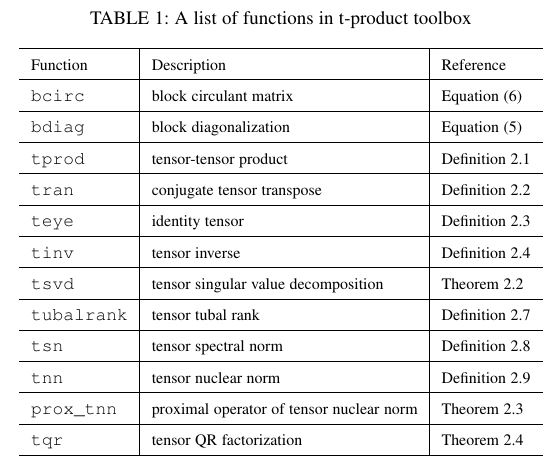 TABLE 1: A list of functions in t-product toolbox
Function Description Reference
bcirc block circulant matrix Equation (6)
bdiag block diagonalization Equation (5)
tprod tensor-tensor product Definition 2.1
tran conjugate tensor transpose Definition 2.2
teye identity tensor Definition 2.3
tinv tensor inverse Definition 2.4
tsvd tensor singular value decomposition Theorem 2.2
tubalrank tensor tubal rank Definition 2.7
tsn tensor spectral norm Definition 2.8
tnn tensor nuclear norm Definition 2.9
prox_tnn proximal operator of tensor nuclear norm Theorem 2.3
tqr tensor QR factorization Theorem 2.4